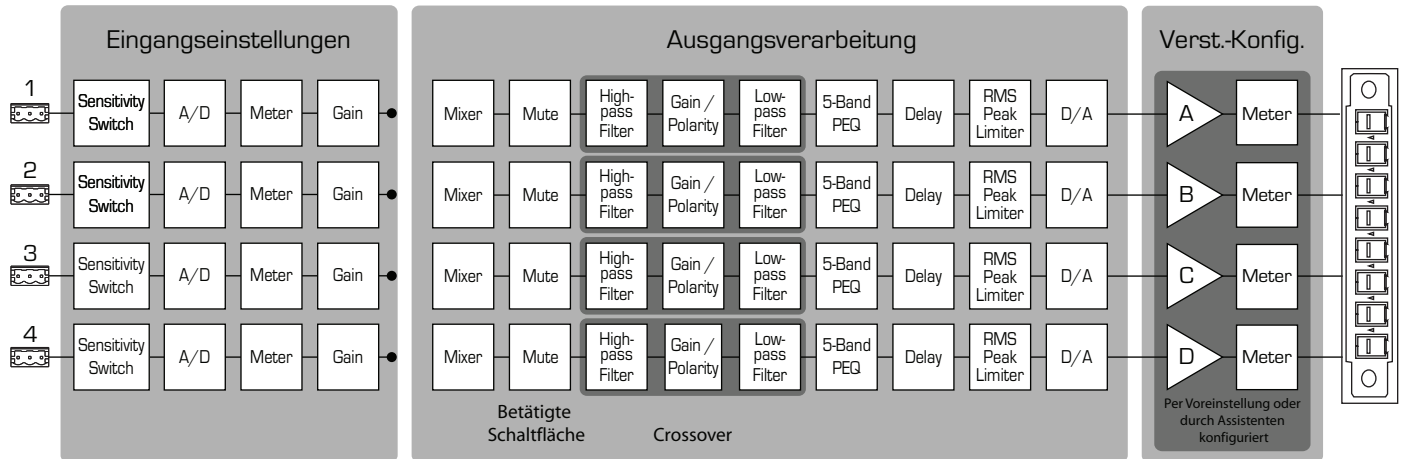 Eingangseinstellungen
Ausgangsverarbeitung
Verst.-Konfig.
1
Sensitivity
Switch
A/D
Meter
Gain
Mixer
Mute
High-
pass
Filter
Gain /
Polarity
Low-
pass
Filter
5-Band
PEQ
Delay
RMS
Peak
Limiter
D/A
A
Meter
2
Sensitivity
Switch
A/D
Meter
Gain
Mixer
Mute
High-
pass
Filter
Gain /
Polarity
Low-
pass
Filter
5-Band
PEQ
Delay
RMS
Peak
Limiter
D/A
B
Meter
3
Sensitivity
Switch
A/D
Meter
Gain
Mixer
Mute
High-
pass
Filter
Gain /
Polarity
Low-
pass
Filter
5-Band
PEQ
Delay
RMS
Peak
Limiter
D/A
C
Meter
4
Sensitivity
Switch
A/D
Meter
Gain
Mixer
Mute
High-
pass
Filter
Gain /
Polarity
Low-
pass
Filter
5-Band
PEQ
Delay
RMS
Peak
Limiter
D/A
D
Meter
Betätigte
Schaltfläche
Crossover
Per Voreinstellung oder
durch Assistenten
konfiguriert